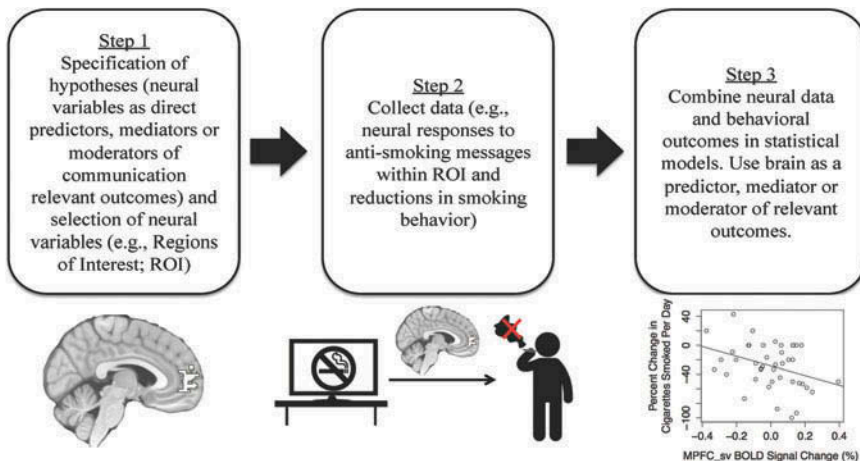 Step 1
Specification of
hypotheses (neural
variables as direct
predictors, mediators or
moderators of
communication
relevant outcomes) and
selection of neural
variables (e.g., Regions
of Interest; ROI)
Step 2
Collect data (e.g.,
neural responses to
anti-smoking messages
within ROI and
reductions in smoking
behavior)
Step 3
Combine neural data
and behavioral
outcomes in statistical
models. Use brain as a
predictor, mediator or
moderator of relevant
outcomes.
Percent Change in
Cigarettes Smoked Per Day
40
0
-40
-100
-0.4 -0.2 0.0 0.2 0.4
MPFC_sv BOLD Signal Change (%)